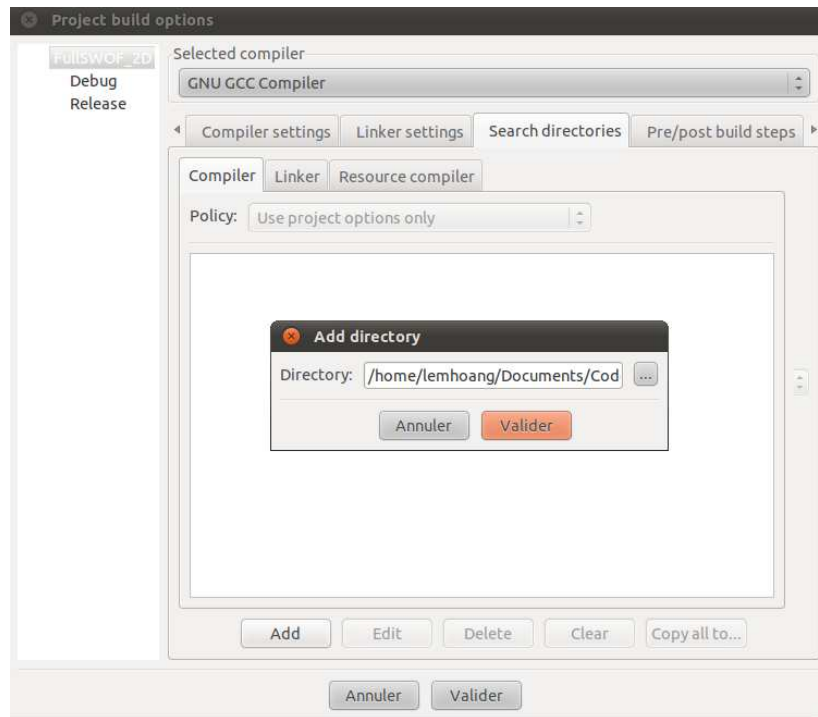 Project build options
FullSWOF_2D
Debug
Release
Selected compiler
GNU GCC Compiler
Compiler settings
Linker settings
Search directories
Pre/post build steps
Compiler
Linker
Resource compiler
Policy:
Use project options only
Add directory
Directory:
/home/lemhoang/Documents/Cod
...
Annuler
Valider
Add
Edit
Delete
Clear
Copy all to...
Annuler
Valider